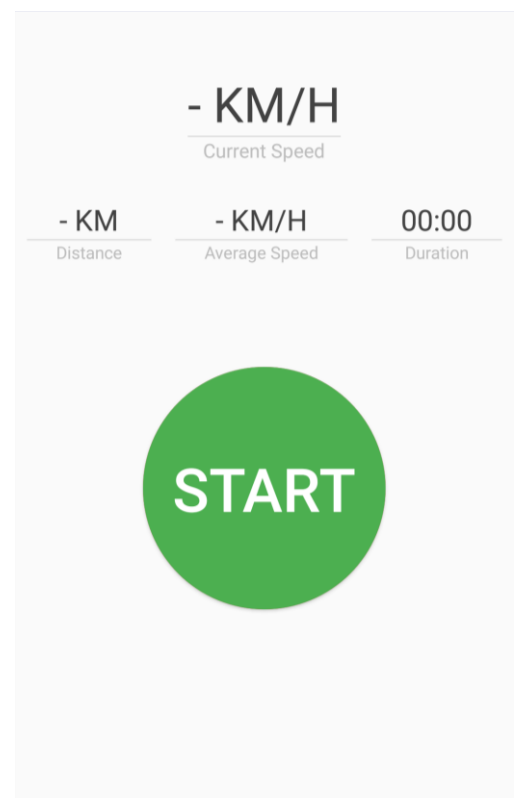 - KM/H
Current Speed
- KM - KM/H 00:00
Distance Average Speed Duration
START